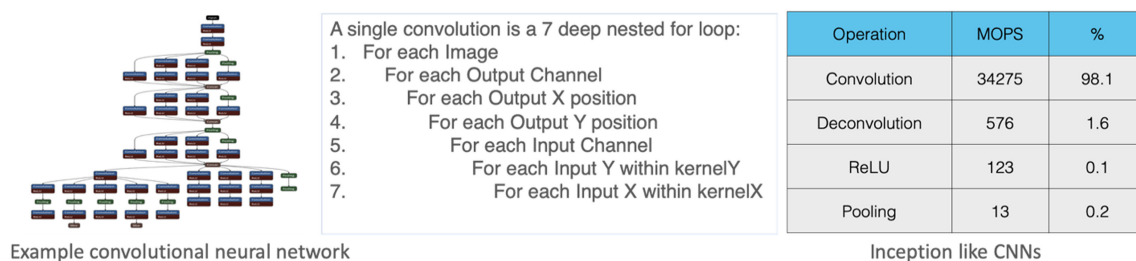 A single convolution is a 7 deep nested for loop:
1. For each Image
2. For each Output Channel
3. For each Output X position
4. For each Output Y position
5. For each Input Channel
6. For each Input Y within kernelY
7. For each Input X within kernelX
Operation MOPS %
Convolution 34275 98.1
Deconvolution 576 1.6
ReLU 123 0.1
Pooling 13 0.2
Example convolutional neural network
Inception like CNNs